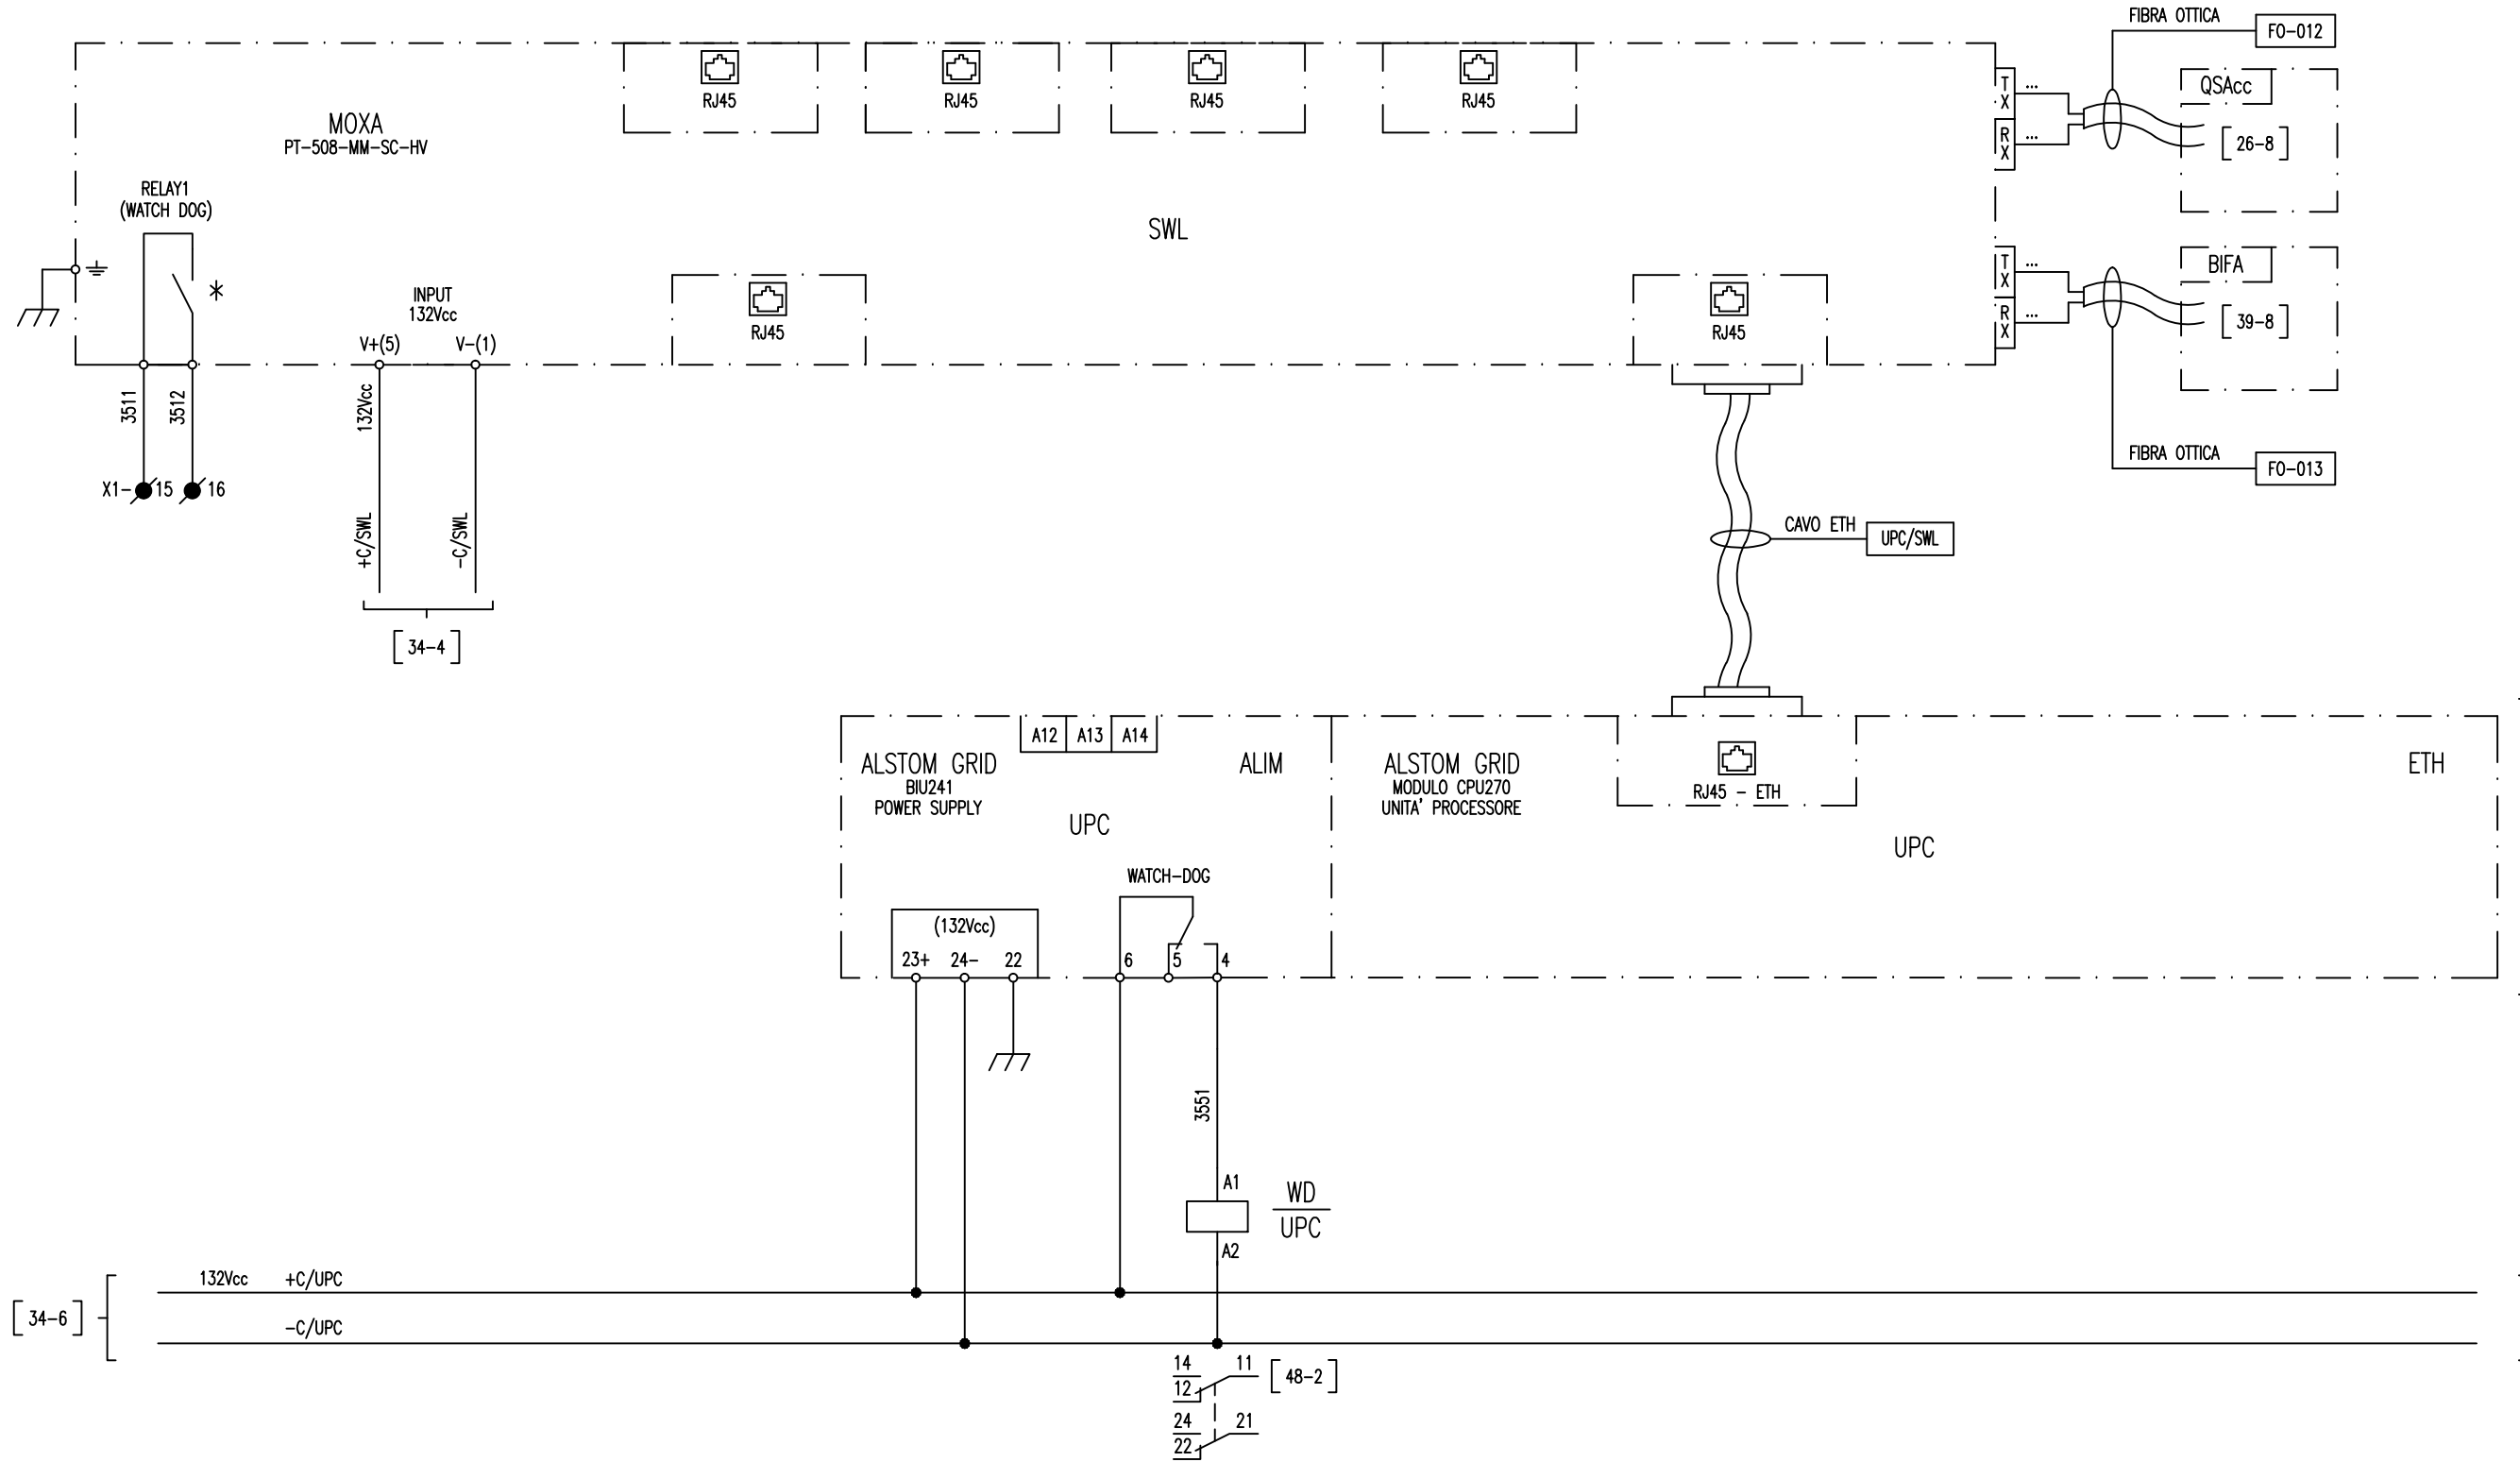 FIBRA OTTICA
FO-012
RJ45
RJ45
RJ45
RJ45
MOXA
PT-508-MM-SC-HV
TX
...
RX
...
QSAcc
26-8
RELAY1
(WATCH DOG)
SWL
*
INPUT
132Vcc
V+(5)
V-(1)
RJ45
RJ45
TX
...
RX
...
BIFA
39-8
3511
3512
132Vcc
X1-
15
16
+C/SWL
-C/SWL
34-4
FIBRA OTTICA
FO-013
CAVO ETH
UPC/SWL
A12
A13
A14
ALSTOM GRID
BIU241
POWER SUPPLY
ALIM
UPC
ALSTOM GRID
MODULO CPU270
UNITA' PROCESSORE
RJ45 - ETH
ETH
UPC
WATCH-DOG
(132Vcc)
23+
24-
22
6
5
4
3551
A1
A2
WD
UPC
34-6
132Vcc
+C/UPC
-C/UPC
14
11
12
48-2
24
21
22